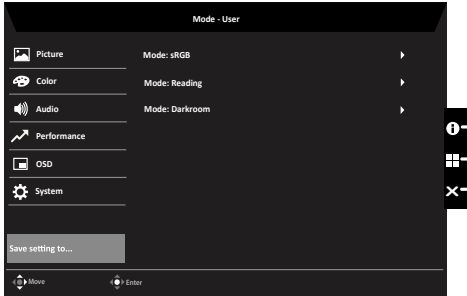 Mode - User
Picture
Mode: sRGB
Color
Mode: Reading
Audio
Mode: Darkroom
Performance
OSD
System
Save setting to...
Move
Enter